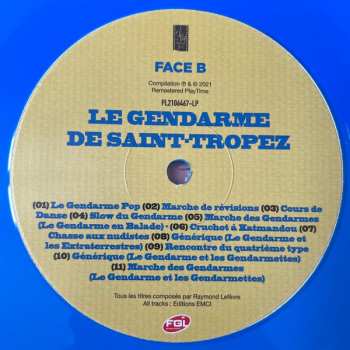 FACE B
Compilation ℗ & © 2021
Remastered PlayTime
FL2106467-LP
LE GENDARME
DE SAINT-TROPEZ
(01) Le Gendarme Pop (02) Marche de révisions (03) Cours de
Danse (04) Slow du Gendarme (05) Marche des Gendarmes
(Le Gendarme en Balade) · (06) Cruchot à Katmandou (07)
Chasse aux nudistes (08) Générique (Le Gendarme et
les Extraterrestres) (09) Rencontre du quatrième type
(10) Générique (Le Gendarme et les Gendarmettes)
(11) Marche des Gendarmes
(Le Gendarme et les Gendarmettes)
Tous les titres composés par Raymond Lefèvre
All tracks : Editions EMCI
FGL